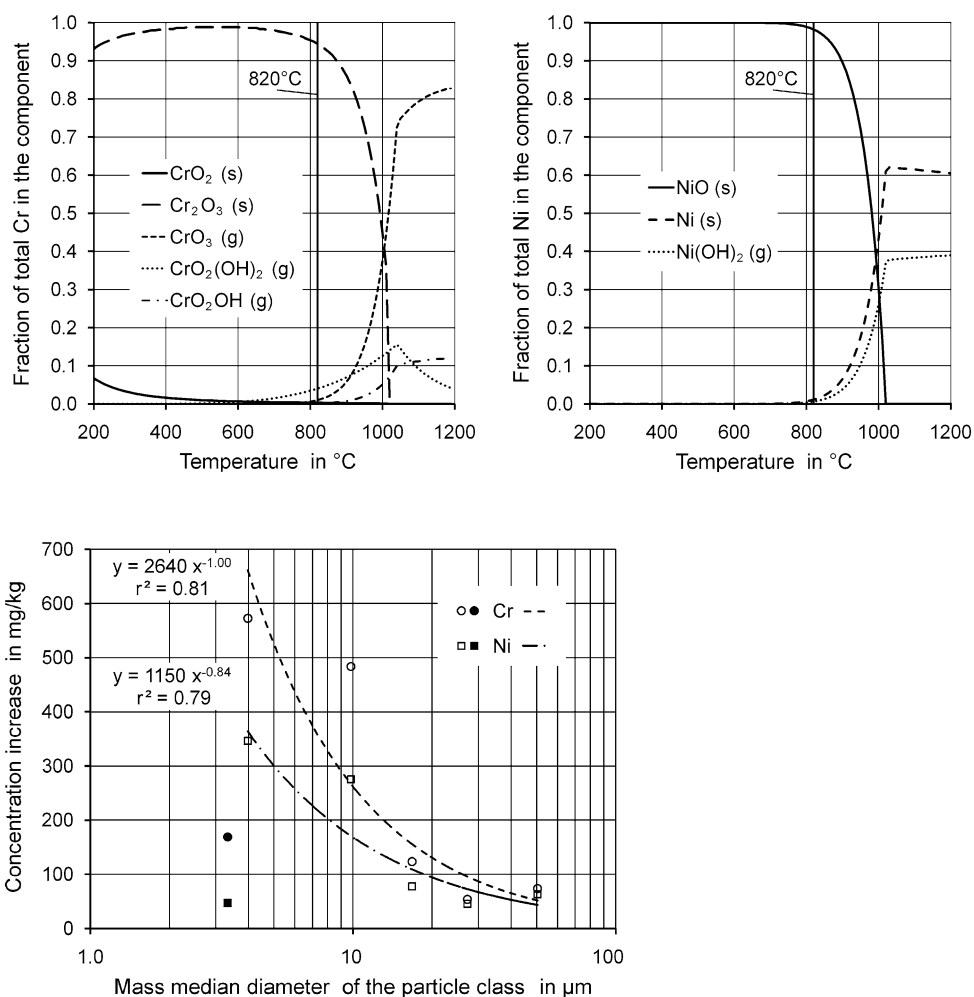 Fraction of total Cr in the component
1.0
0.9
0.8
0.7
0.6
0.5
0.4
0.3
0.2
0.1
0.0
820°C
CrO₂ (s)
Cr₂O₃ (s)
CrO₃ (g)
CrO₂(OH)₂ (g)
CrO₂OH (g)
200 400 600 800 1000 1200
Temperature in °C
Fraction of total Ni in the component
1.0
0.9
0.8
0.7
0.6
0.5
0.4
0.3
0.2
0.1
0.0
820°C
NiO (s)
Ni (s)
Ni(OH)₂ (g)
200 400 600 800 1000 1200
Temperature in °C
Concentration increase in mg/kg
700
600
500
400
300
200
100
0
y = 2640 x⁻¹·⁰⁰
r² = 0.81
y = 1150 x⁻⁰·⁸⁴
r² = 0.79
Cr
Ni
1.0 10 100
Mass median diameter of the particle class in µm